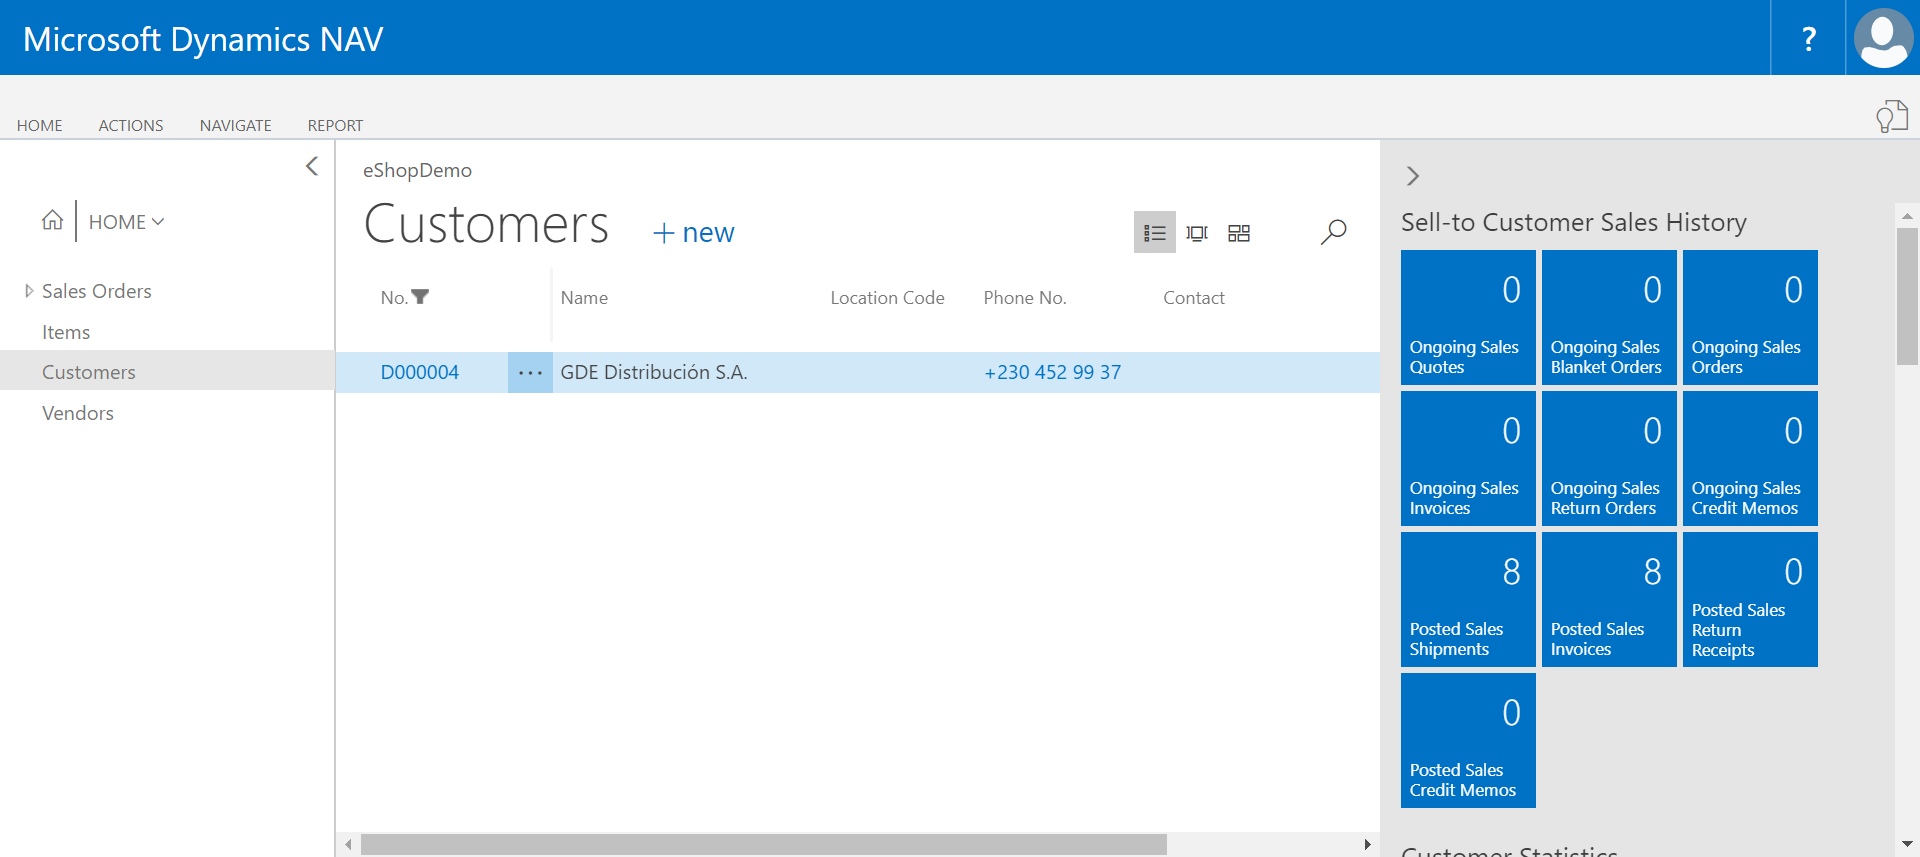 Microsoft Dynamics NAV
?
HOME ACTIONS NAVIGATE REPORT
HOME
Sales Orders
Items
Customers
Vendors
eShopDemo
Customers
+ new
No. Name Location Code Phone No. Contact
D000004 ... GDE Distribución S.A. +230 452 99 37
Sell-to Customer Sales History
0
Ongoing Sales
Quotes
0
Ongoing Sales
Blanket Orders
0
Ongoing Sales
Orders
0
Ongoing Sales
Invoices
0
Ongoing Sales
Return Orders
0
Ongoing Sales
Credit Memos
8
Posted Sales
Shipments
8
Posted Sales
Invoices
0
Posted Sales
Return
Receipts
0
Posted Sales
Credit Memos
Customer Statistics